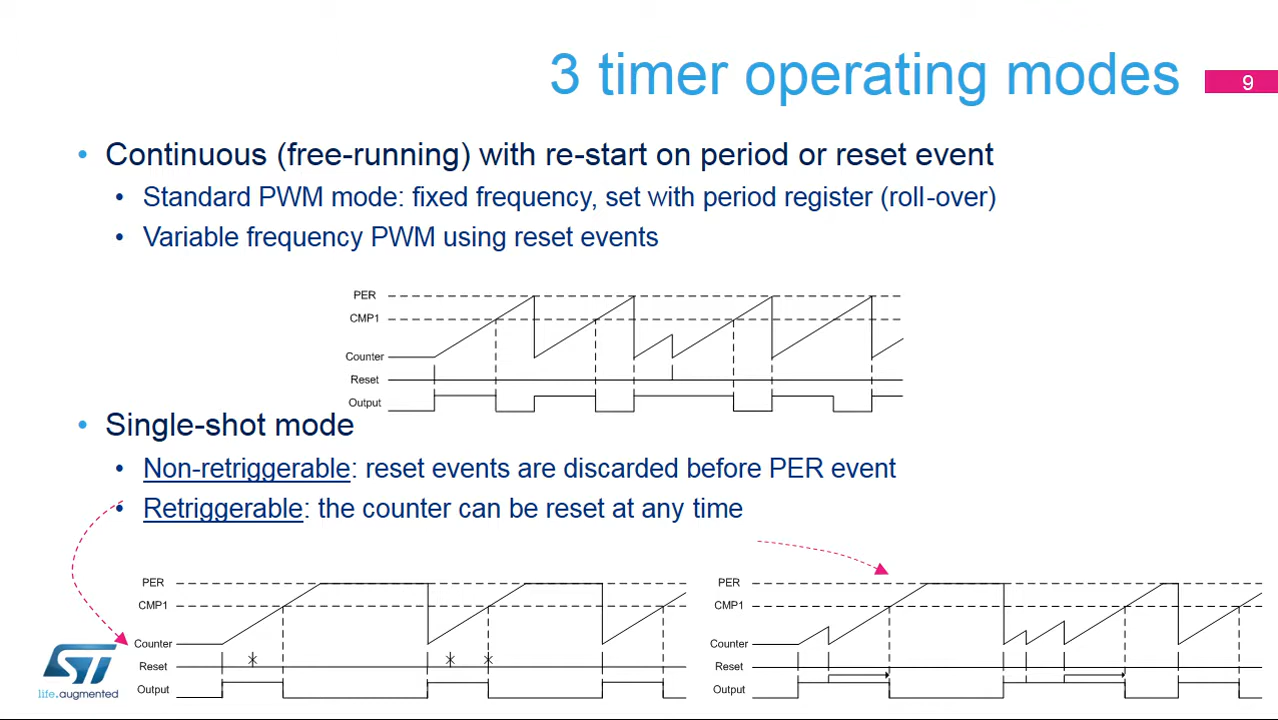 3 timer operating modes
9
• Continuous (free-running) with re-start on period or reset event
• Standard PWM mode: fixed frequency, set with period register (roll-over)
• Variable frequency PWM using reset events
PER
CMP1
Counter
Reset
Output
• Single-shot mode
• Non-retriggerable: reset events are discarded before PER event
• Retriggerable: the counter can be reset at any time
PER
CMP1
Counter
Reset
Output
PER
CMP1
Counter
Reset
Output
ST
life.augmented